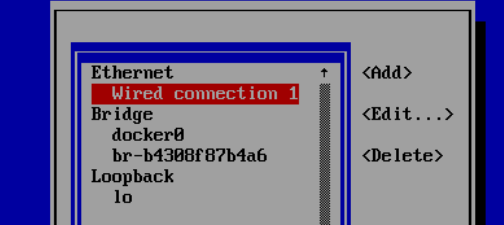 Ethernet ↑ <Add>
Wired connection 1
Bridge <Edit...>
docker0
br-b4308f87b4a6 <Delete>
Loopback
lo